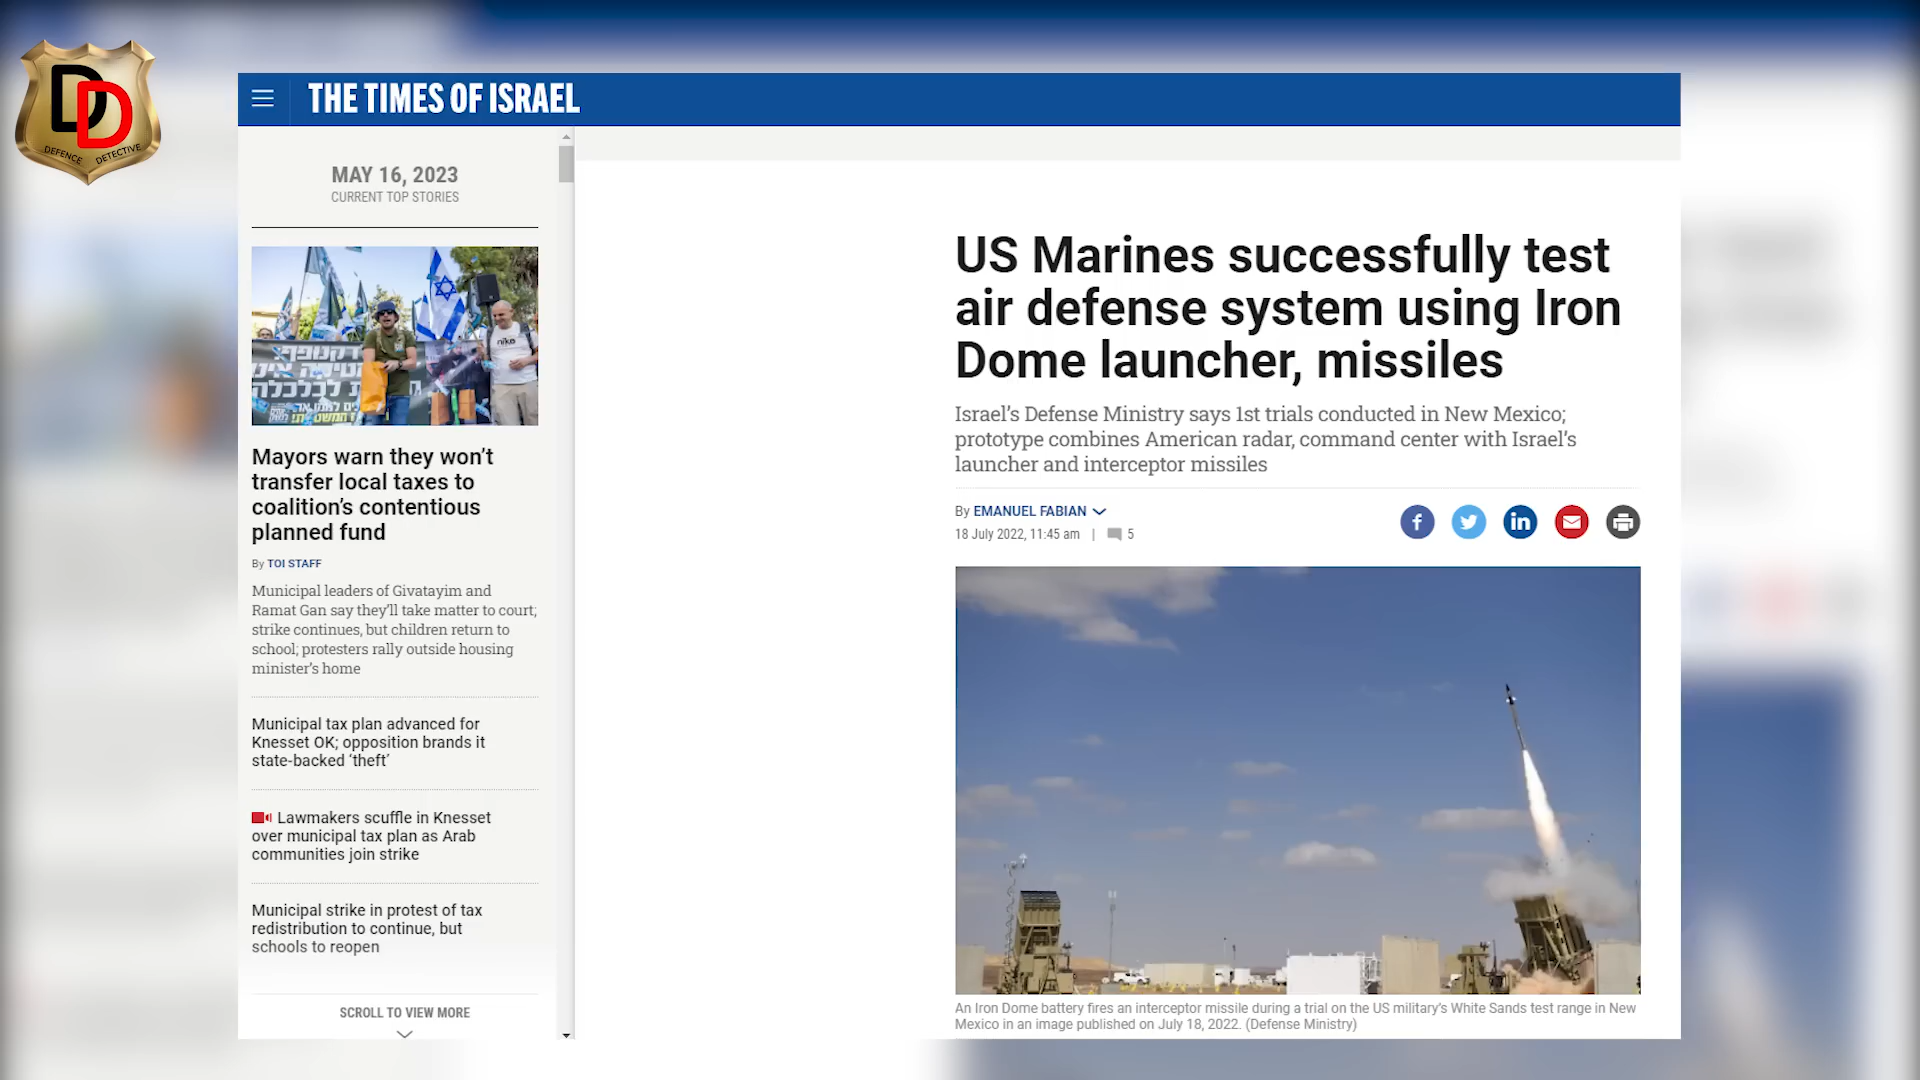 DD
DEFENCE DETECTIVE
THE TIMES OF ISRAEL
MAY 16, 2023
CURRENT TOP STORIES
Mayors warn they won’t
transfer local taxes to
coalition’s contentious
planned fund
By TOI STAFF
Municipal leaders of Givatayim and
Ramat Gan say they’ll take matter to court;
strike continues, but children return to
school; protesters rally outside housing
minister’s home
Municipal tax plan advanced for
Knesset OK; opposition brands it
state-backed ‘theft’
Lawmakers scuffle in Knesset
over municipal tax plan as Arab
communities join strike
Municipal strike in protest of tax
redistribution to continue, but
schools to reopen
SCROLL TO VIEW MORE
US Marines successfully test
air defense system using Iron
Dome launcher, missiles
Israel’s Defense Ministry says 1st trials conducted in New Mexico;
prototype combines American radar, command center with Israel’s
launcher and interceptor missiles
By EMANUEL FABIAN
18 July 2022, 11:45 am | 5
An Iron Dome battery fires an interceptor missile during a trial on the US military’s White Sands test range in New
Mexico in an image published on July 18, 2022. (Defense Ministry)